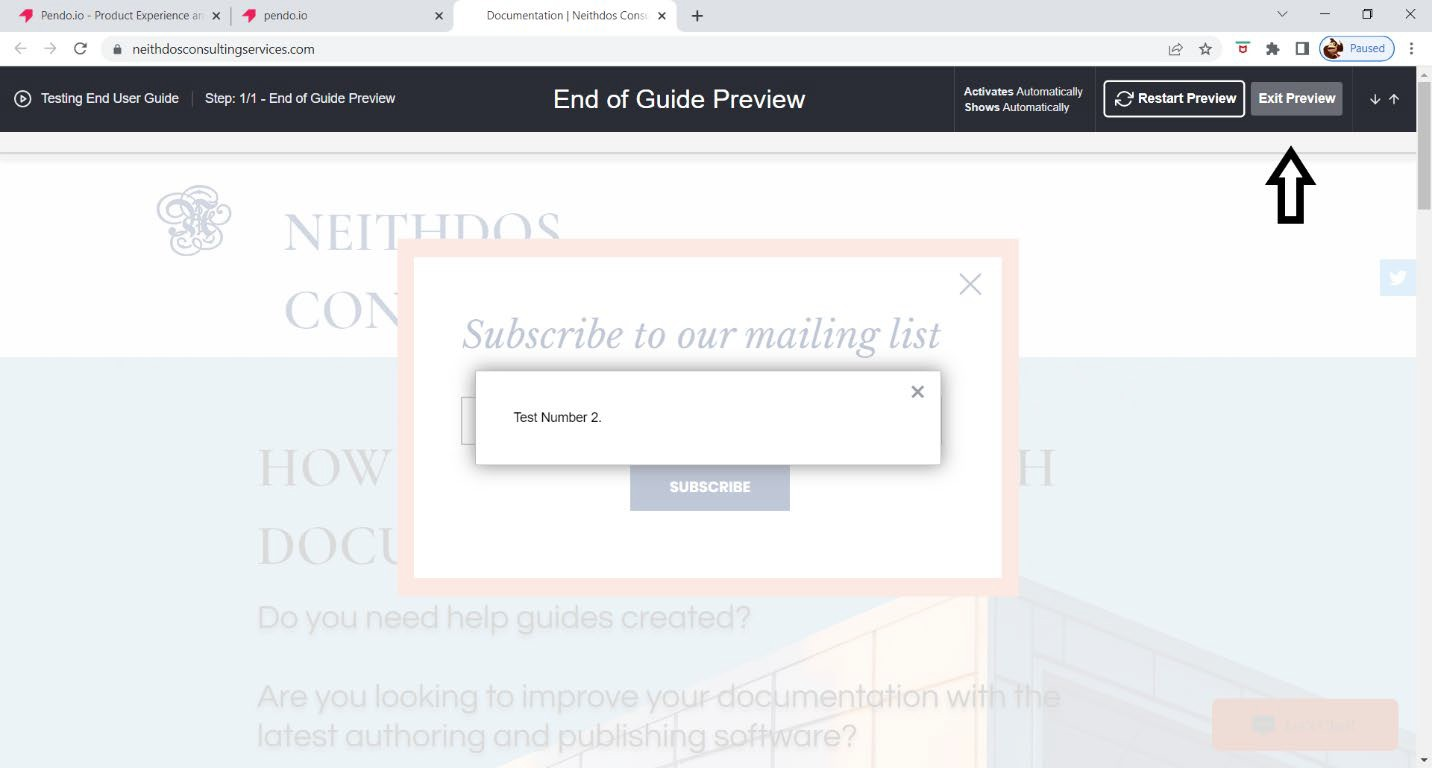 Pendo.io - Product Experience an
pendo.io
Documentation | Neithdos Consu
neithdosconsultingservices.com
Paused
Testing End User Guide
Step: 1/1 - End of Guide Preview
End of Guide Preview
Activates Automatically
Shows Automatically
Restart Preview
Exit Preview
NEITHDOS
CON
Subscribe to our mailing list
Test Number 2.
SUBSCRIBE
HOW
H
DOCU
Do you need help guides created?
Are you looking to improve your documentation with the
latest authoring and publishing software?